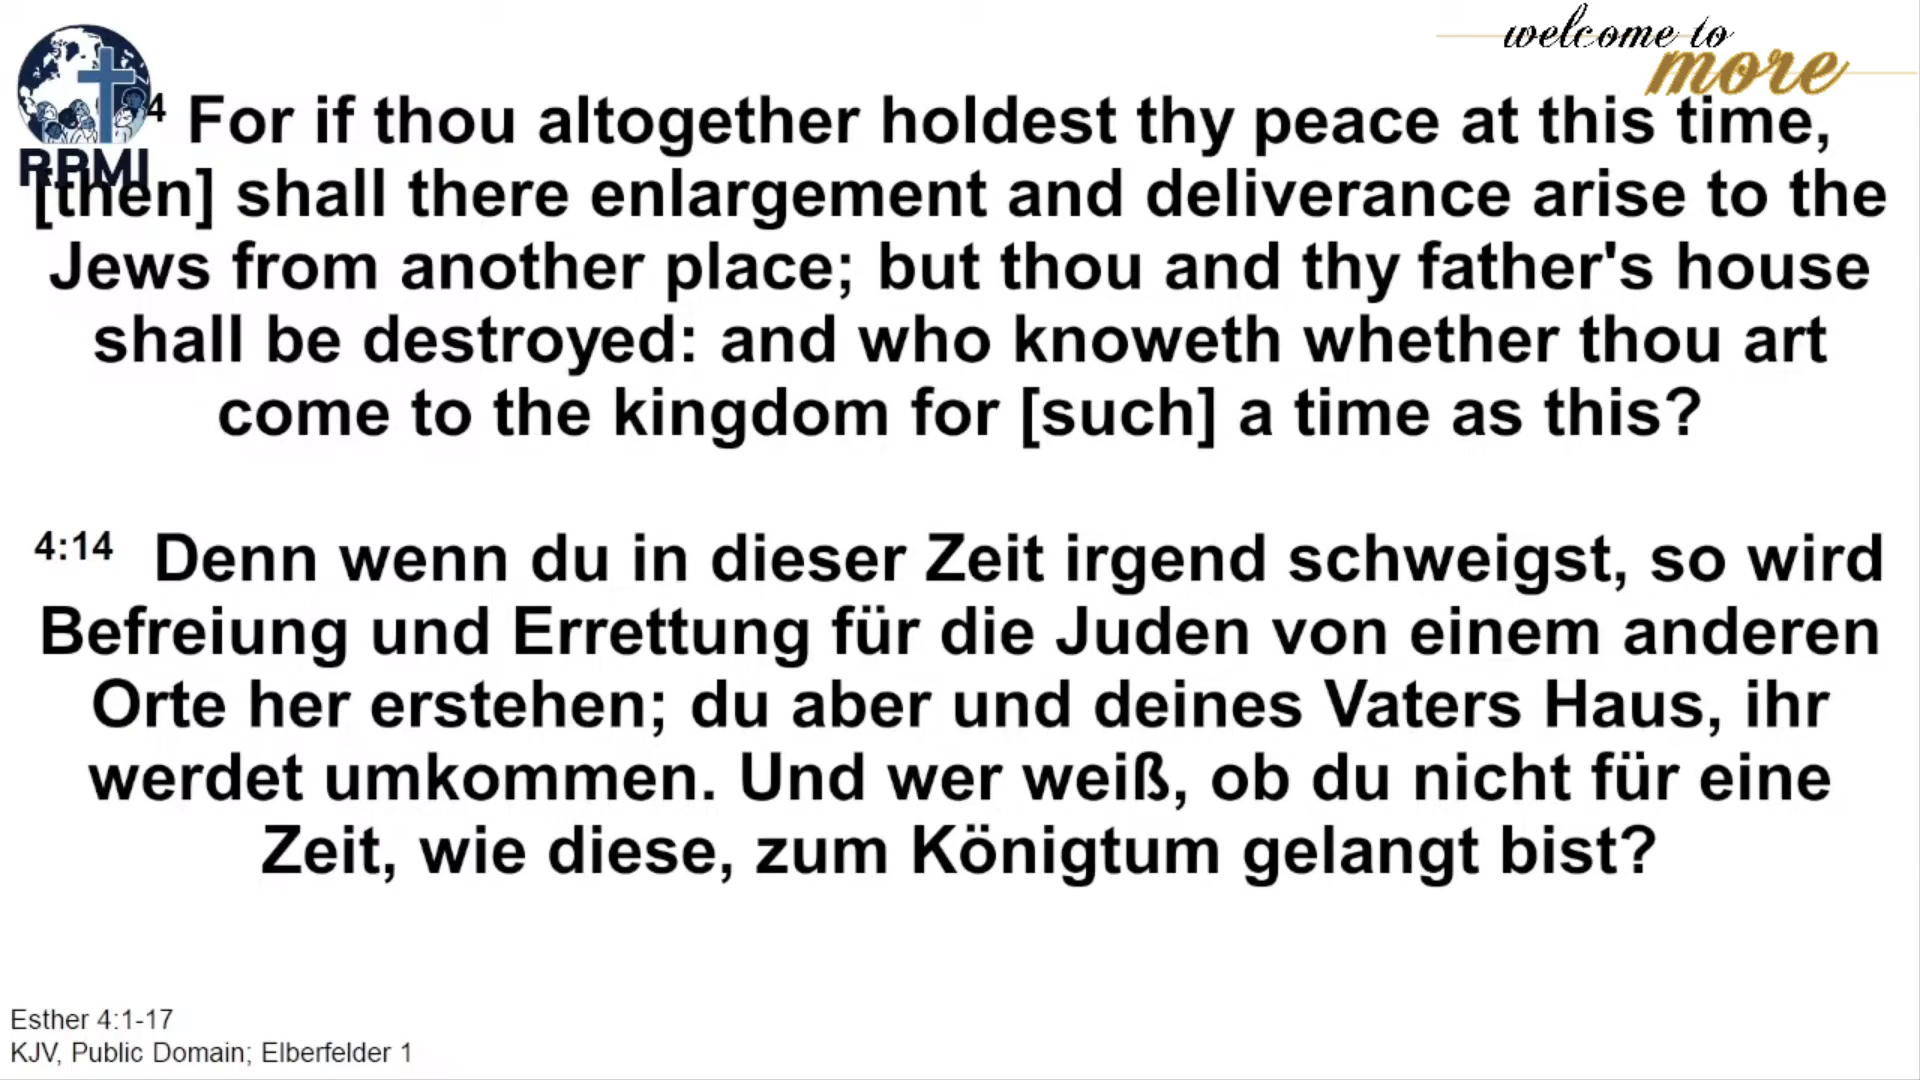 welcome to
more
4 For if thou altogether holdest thy peace at this time,
RPMI
[then] shall there enlargement and deliverance arise to the
Jews from another place; but thou and thy father's house
shall be destroyed: and who knoweth whether thou art
come to the kingdom for [such] a time as this?
4:14 Denn wenn du in dieser Zeit irgend schweigst, so wird
Befreiung und Errettung für die Juden von einem anderen
Orte her erstehen; du aber und deines Vaters Haus, ihr
werdet umkommen. Und wer weiß, ob du nicht für eine
Zeit, wie diese, zum Königtum gelangt bist?
Esther 4:1-17
KJV, Public Domain; Elberfelder 1